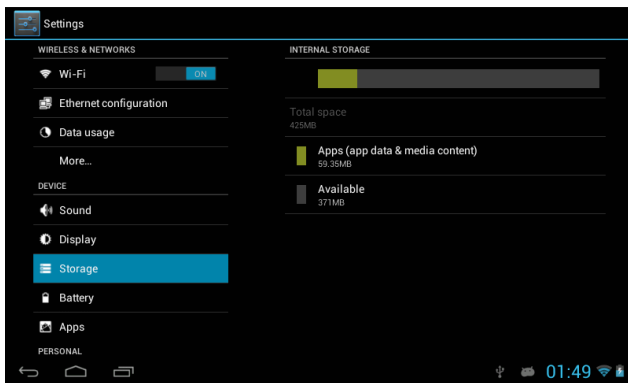 Settings
WIRELESS & NETWORKS
Wi-Fi ON
Ethernet configuration
Data usage
More...
DEVICE
Sound
Display
Storage
Battery
Apps
PERSONAL
INTERNAL STORAGE
Total space
425MB
Apps (app data & media content)
59.35MB
Available
371MB
01:49